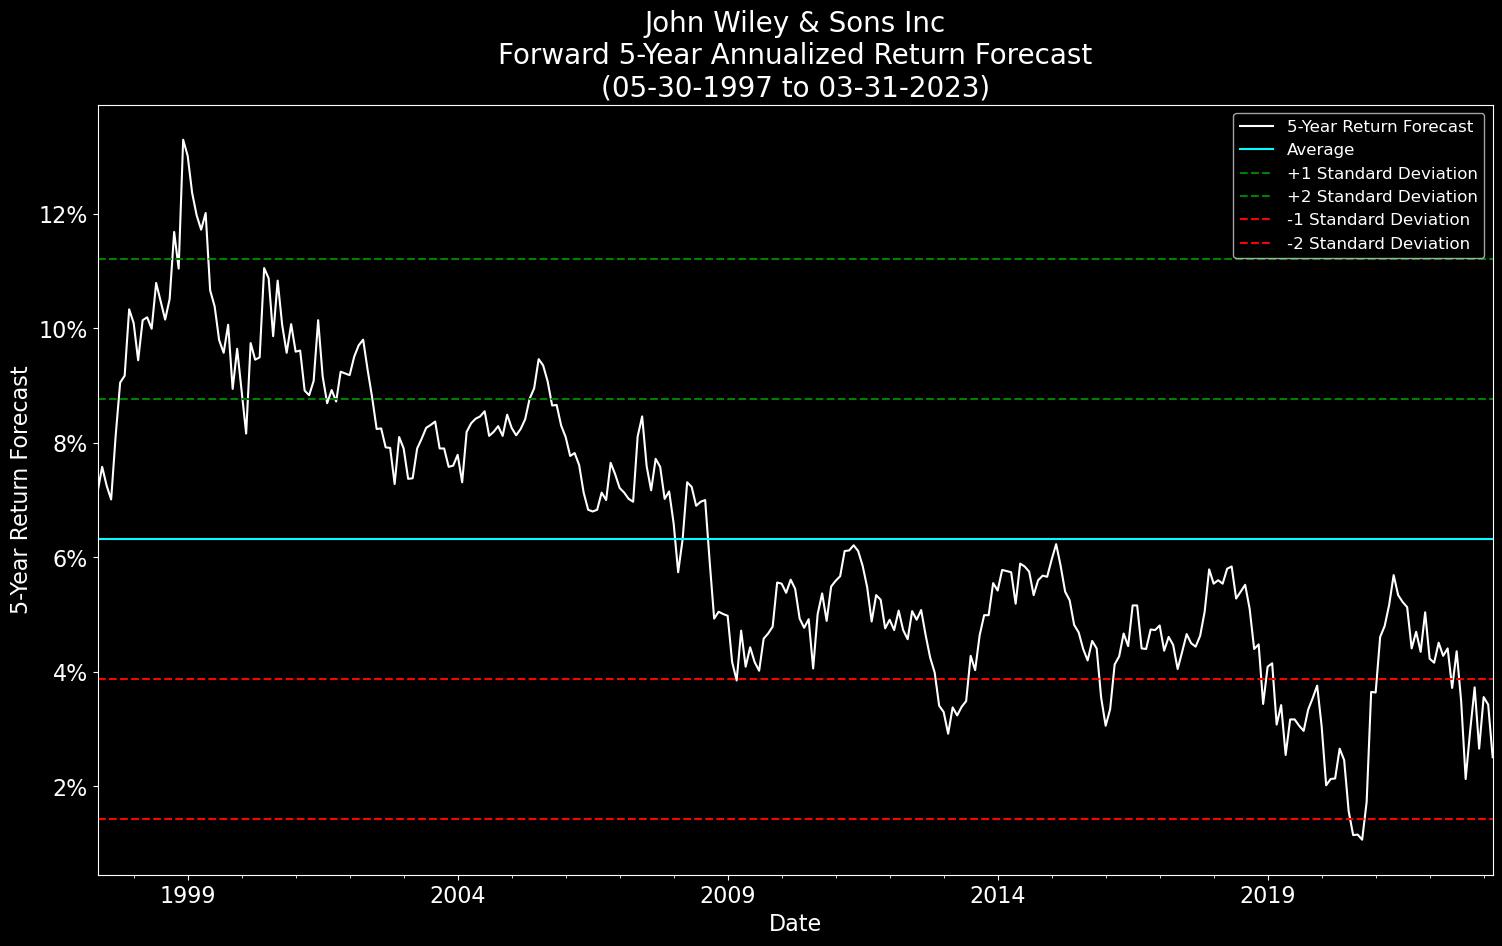 John Wiley & Sons Inc
Forward 5-Year Annualized Return Forecast
(05-30-1997 to 03-31-2023)
5-Year Return Forecast
Average
+1 Standard Deviation
+2 Standard Deviation
-1 Standard Deviation
-2 Standard Deviation
12%
10%
8%
6%
4%
2%
5-Year Return Forecast
1999
2004
2009
2014
2019
Date